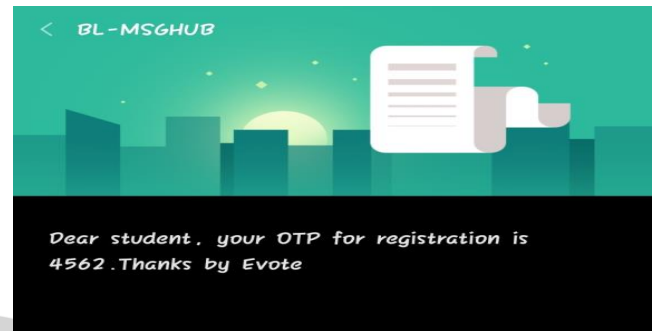 < BL-MSGHUB
Dear student, your OTP for registration is
4562.Thanks by Evote